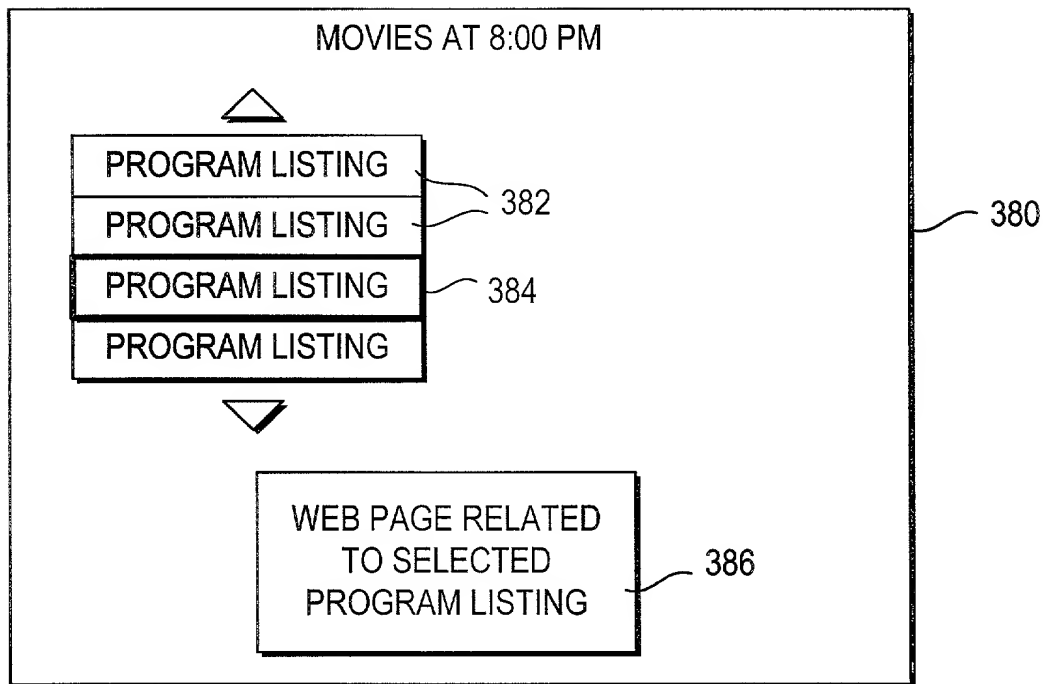 MOVIES AT 8:00 PM
PROGRAM LISTING
PROGRAM LISTING
382
380
PROGRAM LISTING
384
PROGRAM LISTING
WEB PAGE RELATED
TO SELECTED
PROGRAM LISTING
386